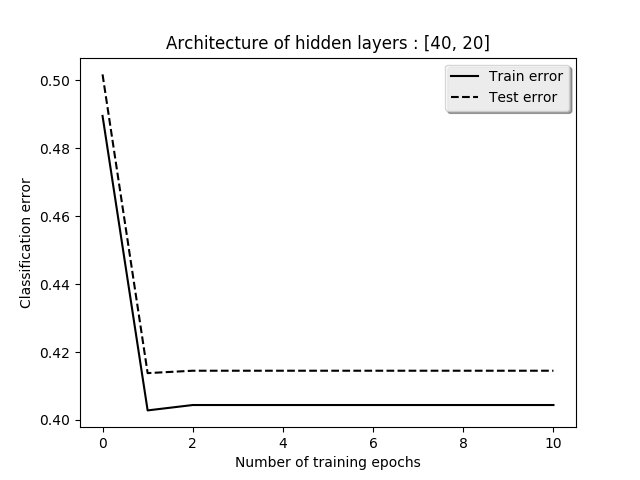 Architecture of hidden layers : [40, 20]
Train error
Test error
Classification error
0.50
0.48
0.46
0.44
0.42
0.40
0
2
4
6
8
10
Number of training epochs